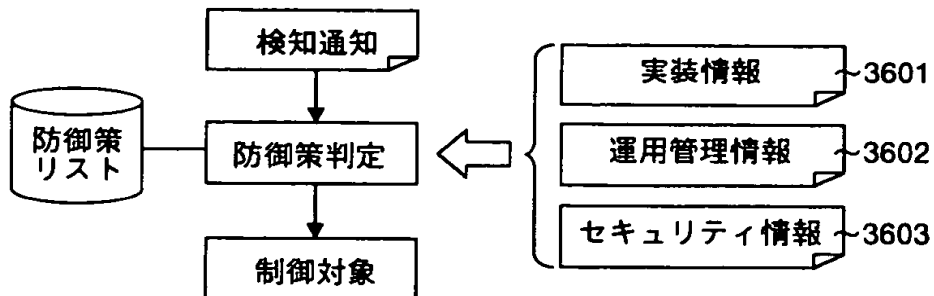 検知通知
防御策
リスト
防御策判定
制御対象
実装情報
~3601
運用管理情報
~3602
セキュリティ情報
~3603